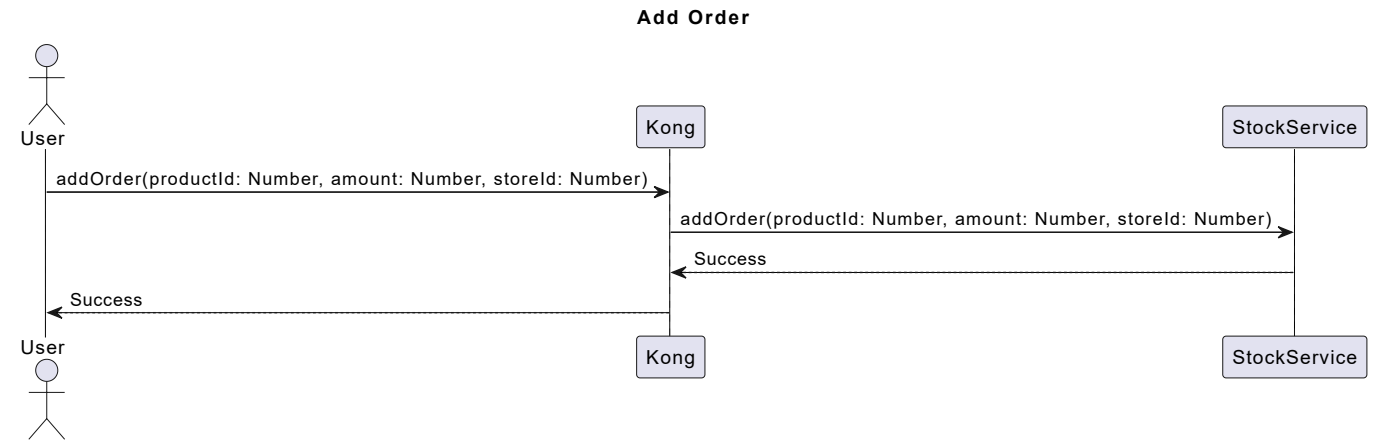 Add Order
User
Kong
StockService
addOrder(productId: Number, amount: Number, storeId: Number)
addOrder(productId: Number, amount: Number, storeId: Number)
Success
Success
User
Kong
StockService